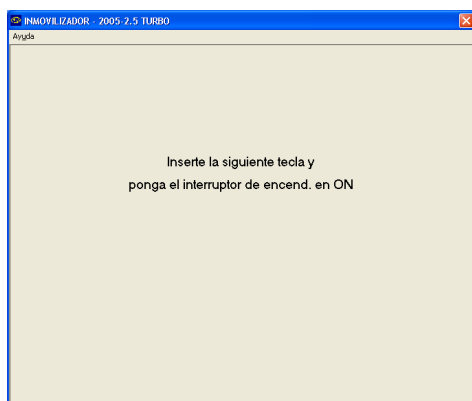 INMOVILIZADOR - 2005-2.5 TURBO
Ayuda
Inserte la siguiente tecla y
ponga el interruptor de encend. en ON